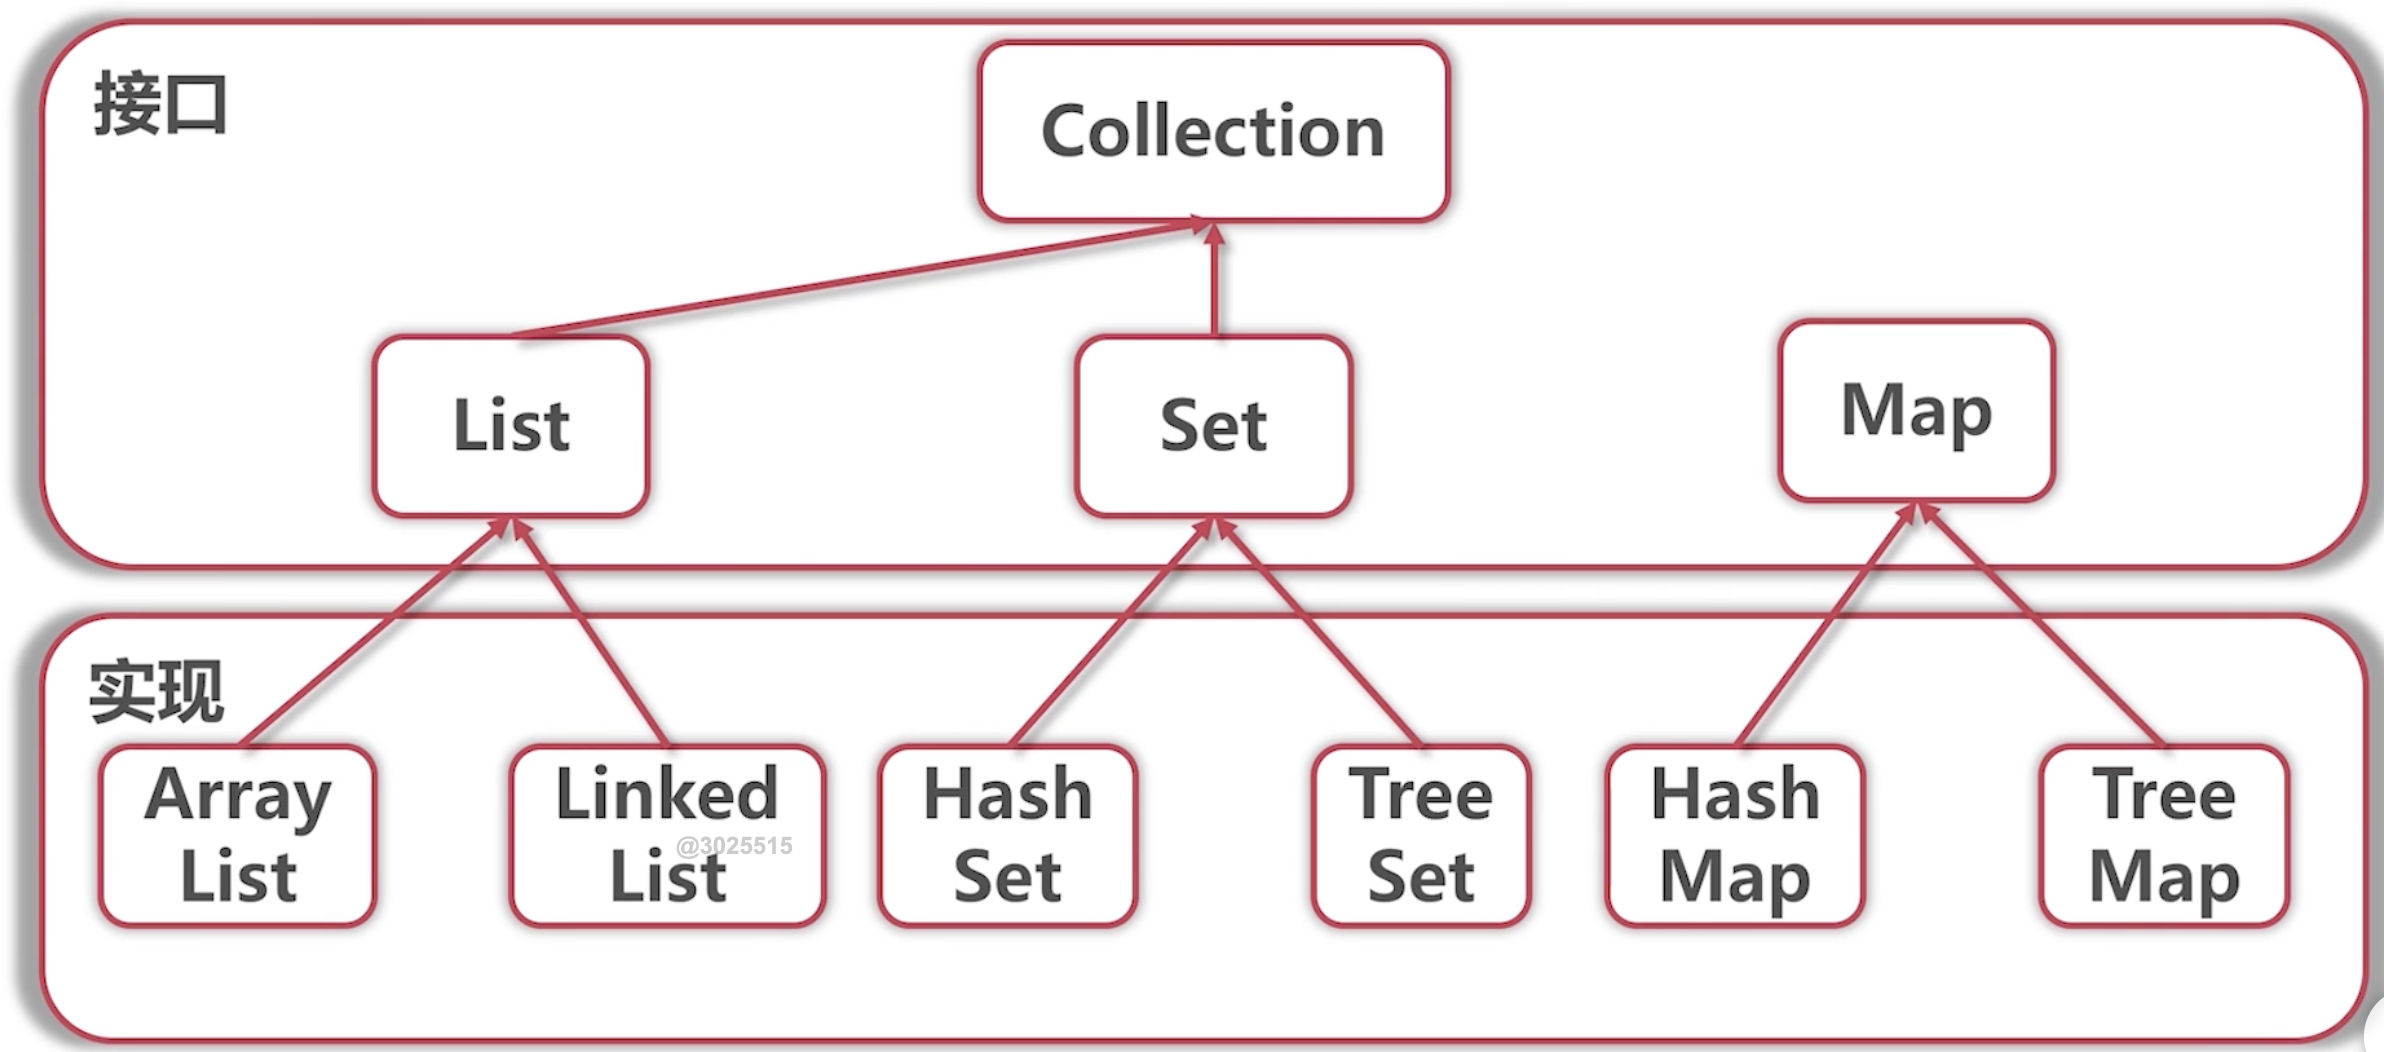 接口
Collection
List
Set
Map
实现
Array
List
Linked
@3025515
List
Hash
Set
Tree
Set
Hash
Map
Tree
Map